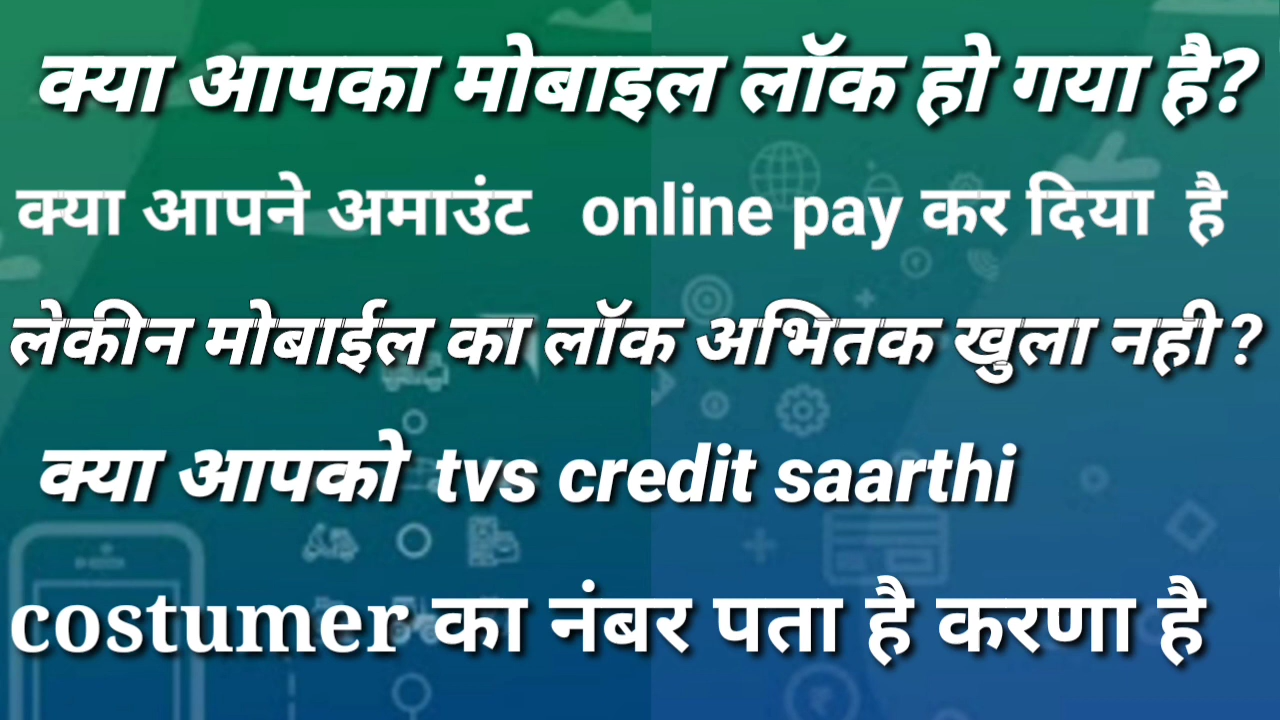 क्या आपका मोबाइल लॉक हो गया है?
क्या आपने अमाउंट online pay कर दिया है
लेकीन मोबाईल का लॉक अभितक खुला नही ?
क्या आपको tvs credit saarthi
costumer का नंबर पता है करणा है